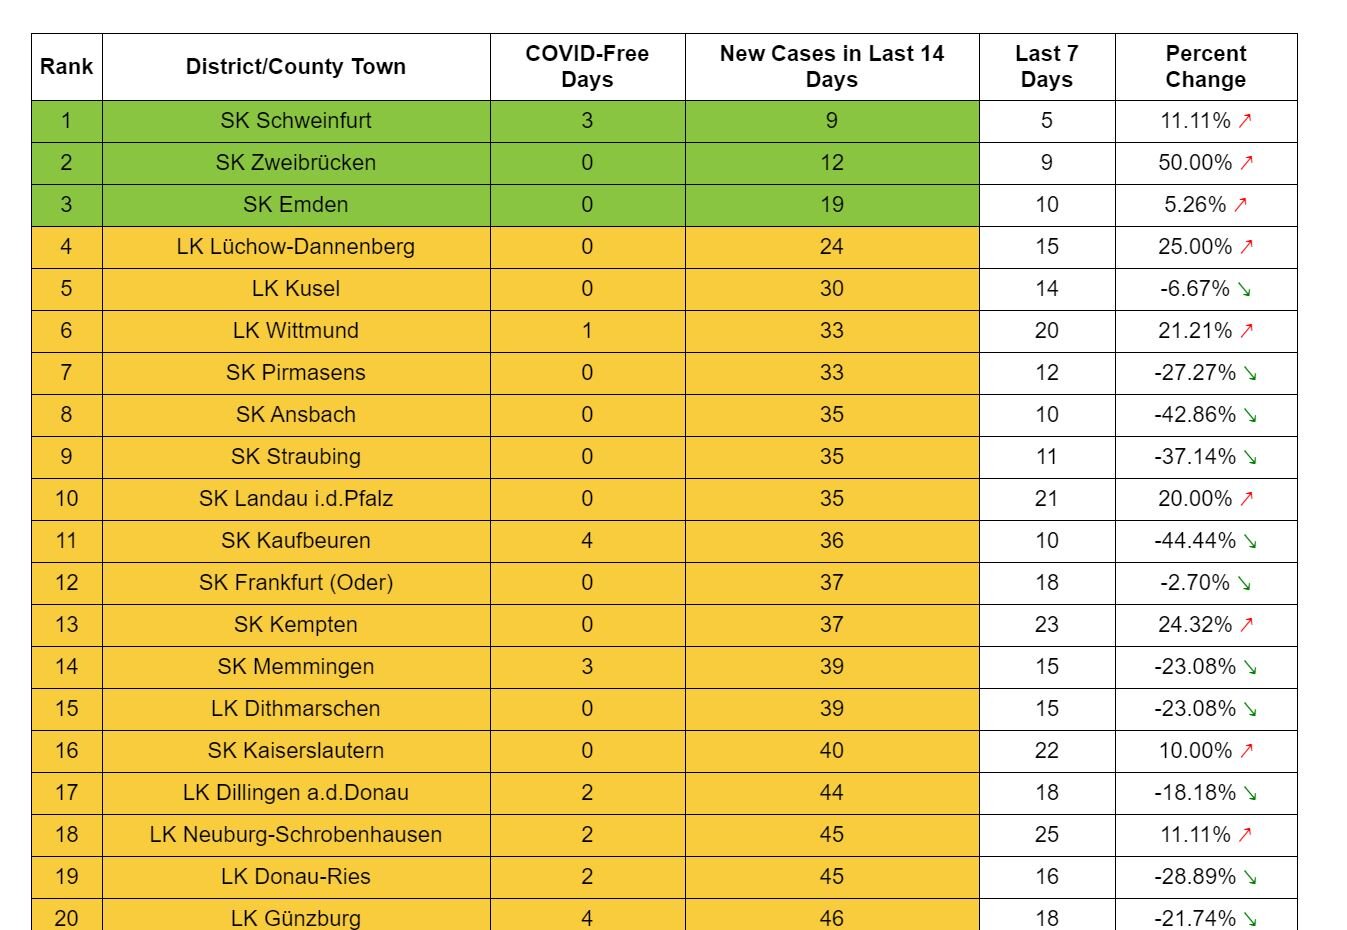 Rank District/County Town COVID-Free Days New Cases in Last 14 Days Last 7 Days Percent Change
1 SK Schweinfurt 3 9 5 11.11% ↗
2 SK Zweibrücken 0 12 9 50.00% ↗
3 SK Emden 0 19 10 5.26% ↗
4 LK Lüchow-Dannenberg 0 24 15 25.00% ↗
5 LK Kusel 0 30 14 -6.67% ↘
6 LK Wittmund 1 33 20 21.21% ↗
7 SK Pirmasens 0 33 12 -27.27% ↘
8 SK Ansbach 0 35 10 -42.86% ↘
9 SK Straubing 0 35 11 -37.14% ↘
10 SK Landau i.d.Pfalz 0 35 21 20.00% ↗
11 SK Kaufbeuren 4 36 10 -44.44% ↘
12 SK Frankfurt (Oder) 0 37 18 -2.70% ↘
13 SK Kempten 0 37 23 24.32% ↗
14 SK Memmingen 3 39 15 -23.08% ↘
15 LK Dithmarschen 0 39 15 -23.08% ↘
16 SK Kaiserslautern 0 40 22 10.00% ↗
17 LK Dillingen a.d.Donau 2 44 18 -18.18% ↘
18 LK Neuburg-Schrobenhausen 2 45 25 11.11% ↗
19 LK Donau-Ries 2 45 16 -28.89% ↘
20 LK Günzburg 4 46 18 -21.74% ↘